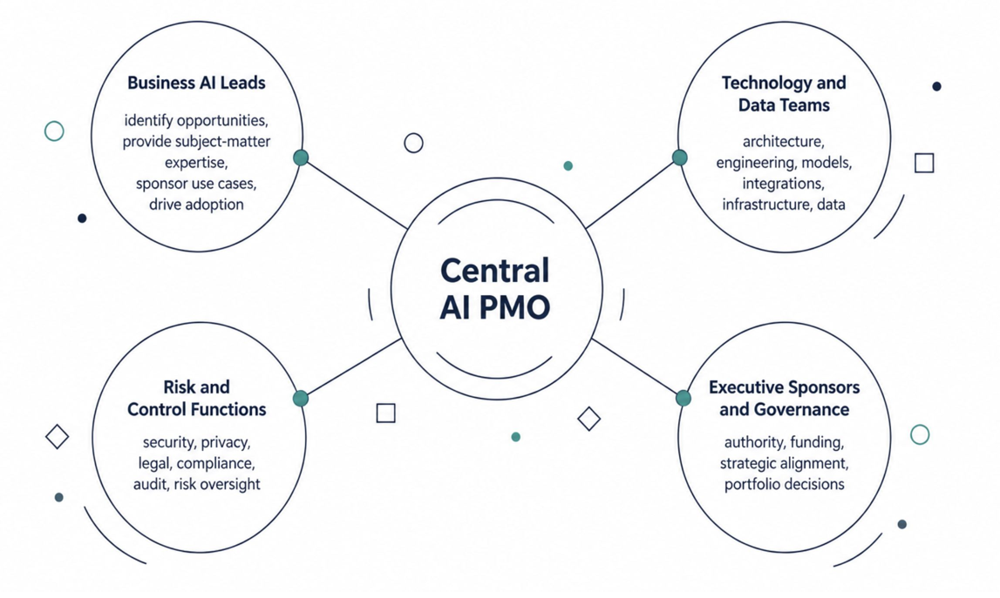 Business AI Leads
identify opportunities,
provide subject-matter
expertise,
sponsor use cases,
drive adoption
Technology and
Data Teams
architecture,
engineering, models,
integrations,
infrastructure, data
Central
AI PMO
Risk and
Control Functions
security, privacy,
legal, compliance,
audit, risk oversight
Executive Sponsors
and Governance
authority, funding,
strategic alignment,
portfolio decisions